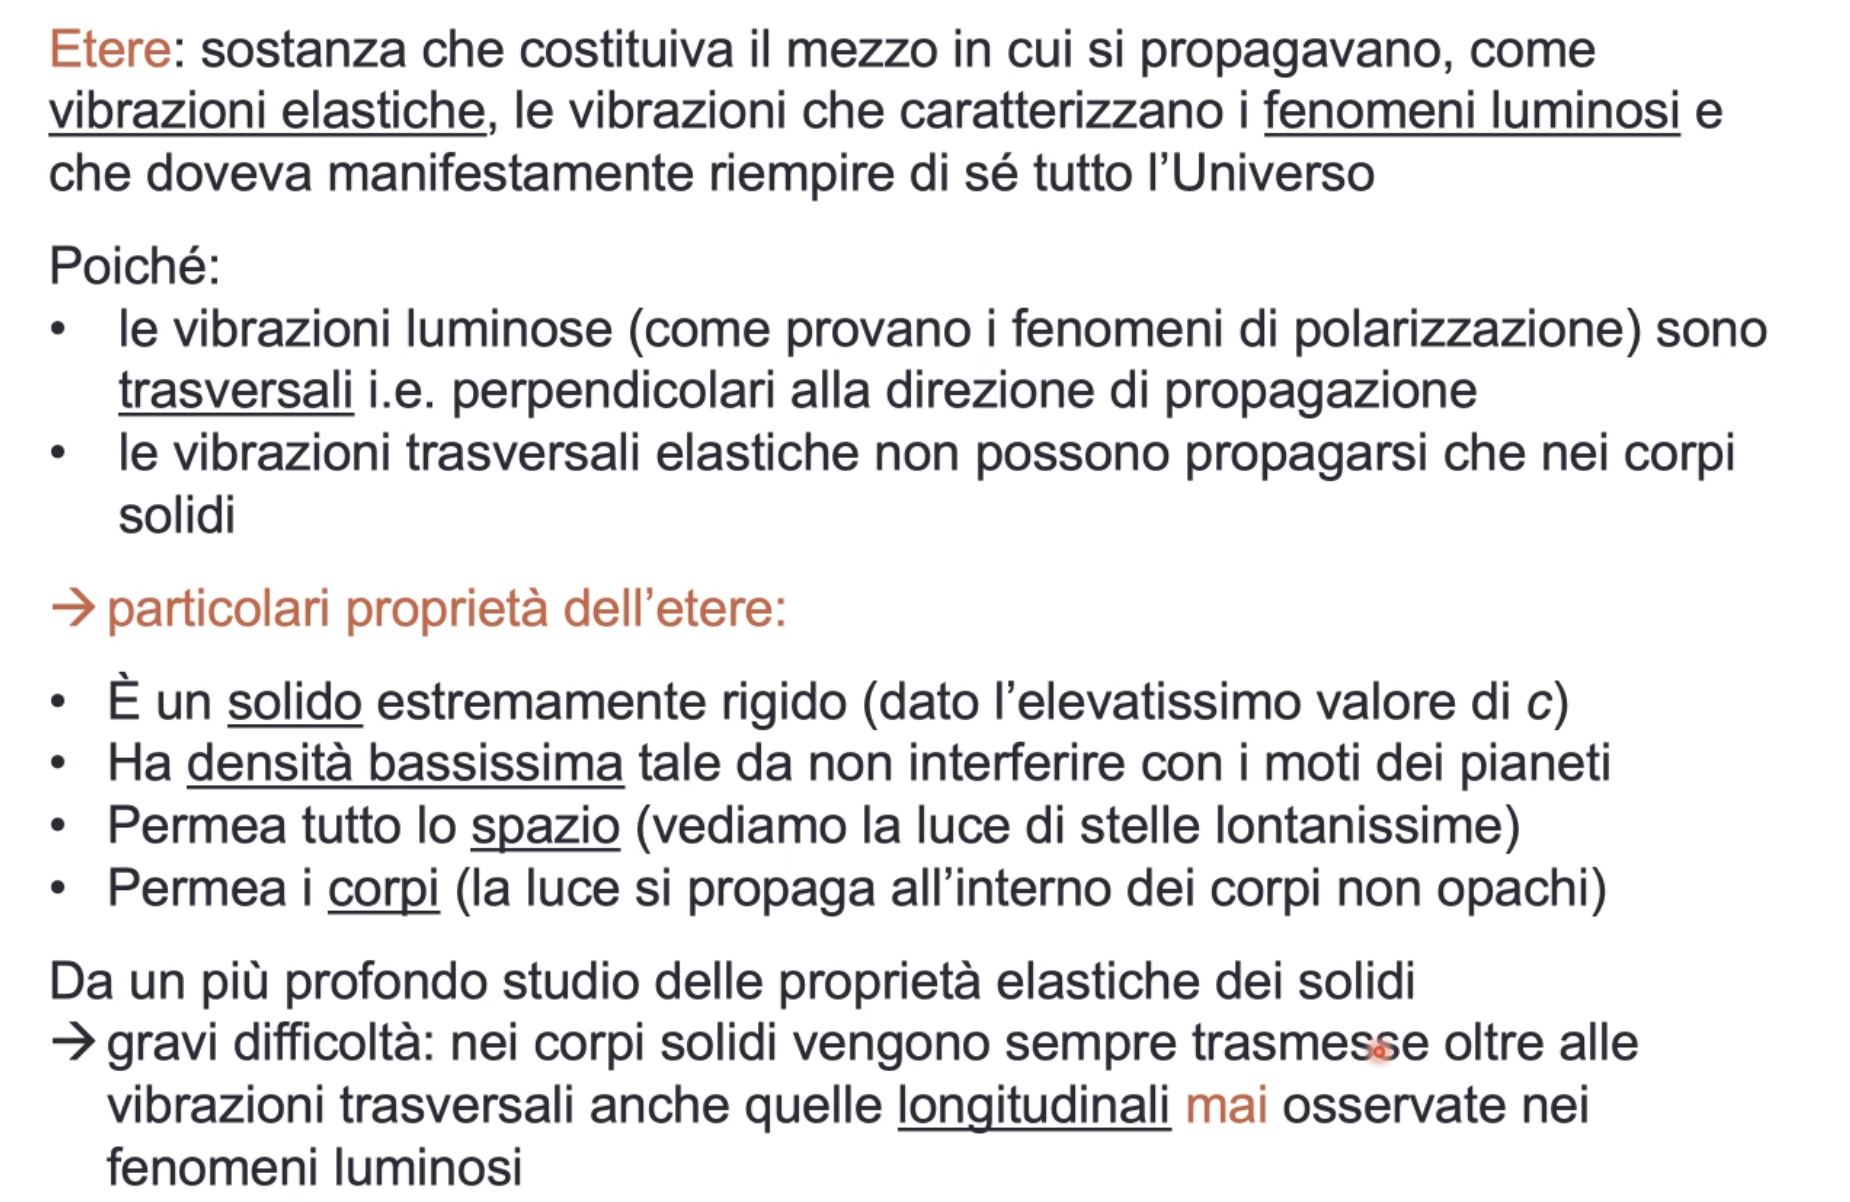 Etere: sostanza che costituiva il mezzo in cui si propagavano, come
vibrazioni elastiche, le vibrazioni che caratterizzano i fenomeni luminosi e
che doveva manifestamente riempire di sé tutto l’Universo
Poiché:
• le vibrazioni luminose (come provano i fenomeni di polarizzazione) sono
trasversali i.e. perpendicolari alla direzione di propagazione
• le vibrazioni trasversali elastiche non possono propagarsi che nei corpi
solidi
→ particolari proprietà dell’etere:
• È un solido estremamente rigido (dato l’elevatissimo valore di c)
• Ha densità bassissima tale da non interferire con i moti dei pianeti
• Permea tutto lo spazio (vediamo la luce di stelle lontanissime)
• Permea i corpi (la luce si propaga all’interno dei corpi non opachi)
Da un più profondo studio delle proprietà elastiche dei solidi
→ gravi difficoltà: nei corpi solidi vengono sempre trasmesse oltre alle
vibrazioni trasversali anche quelle longitudinali mai osservate nei
fenomeni luminosi